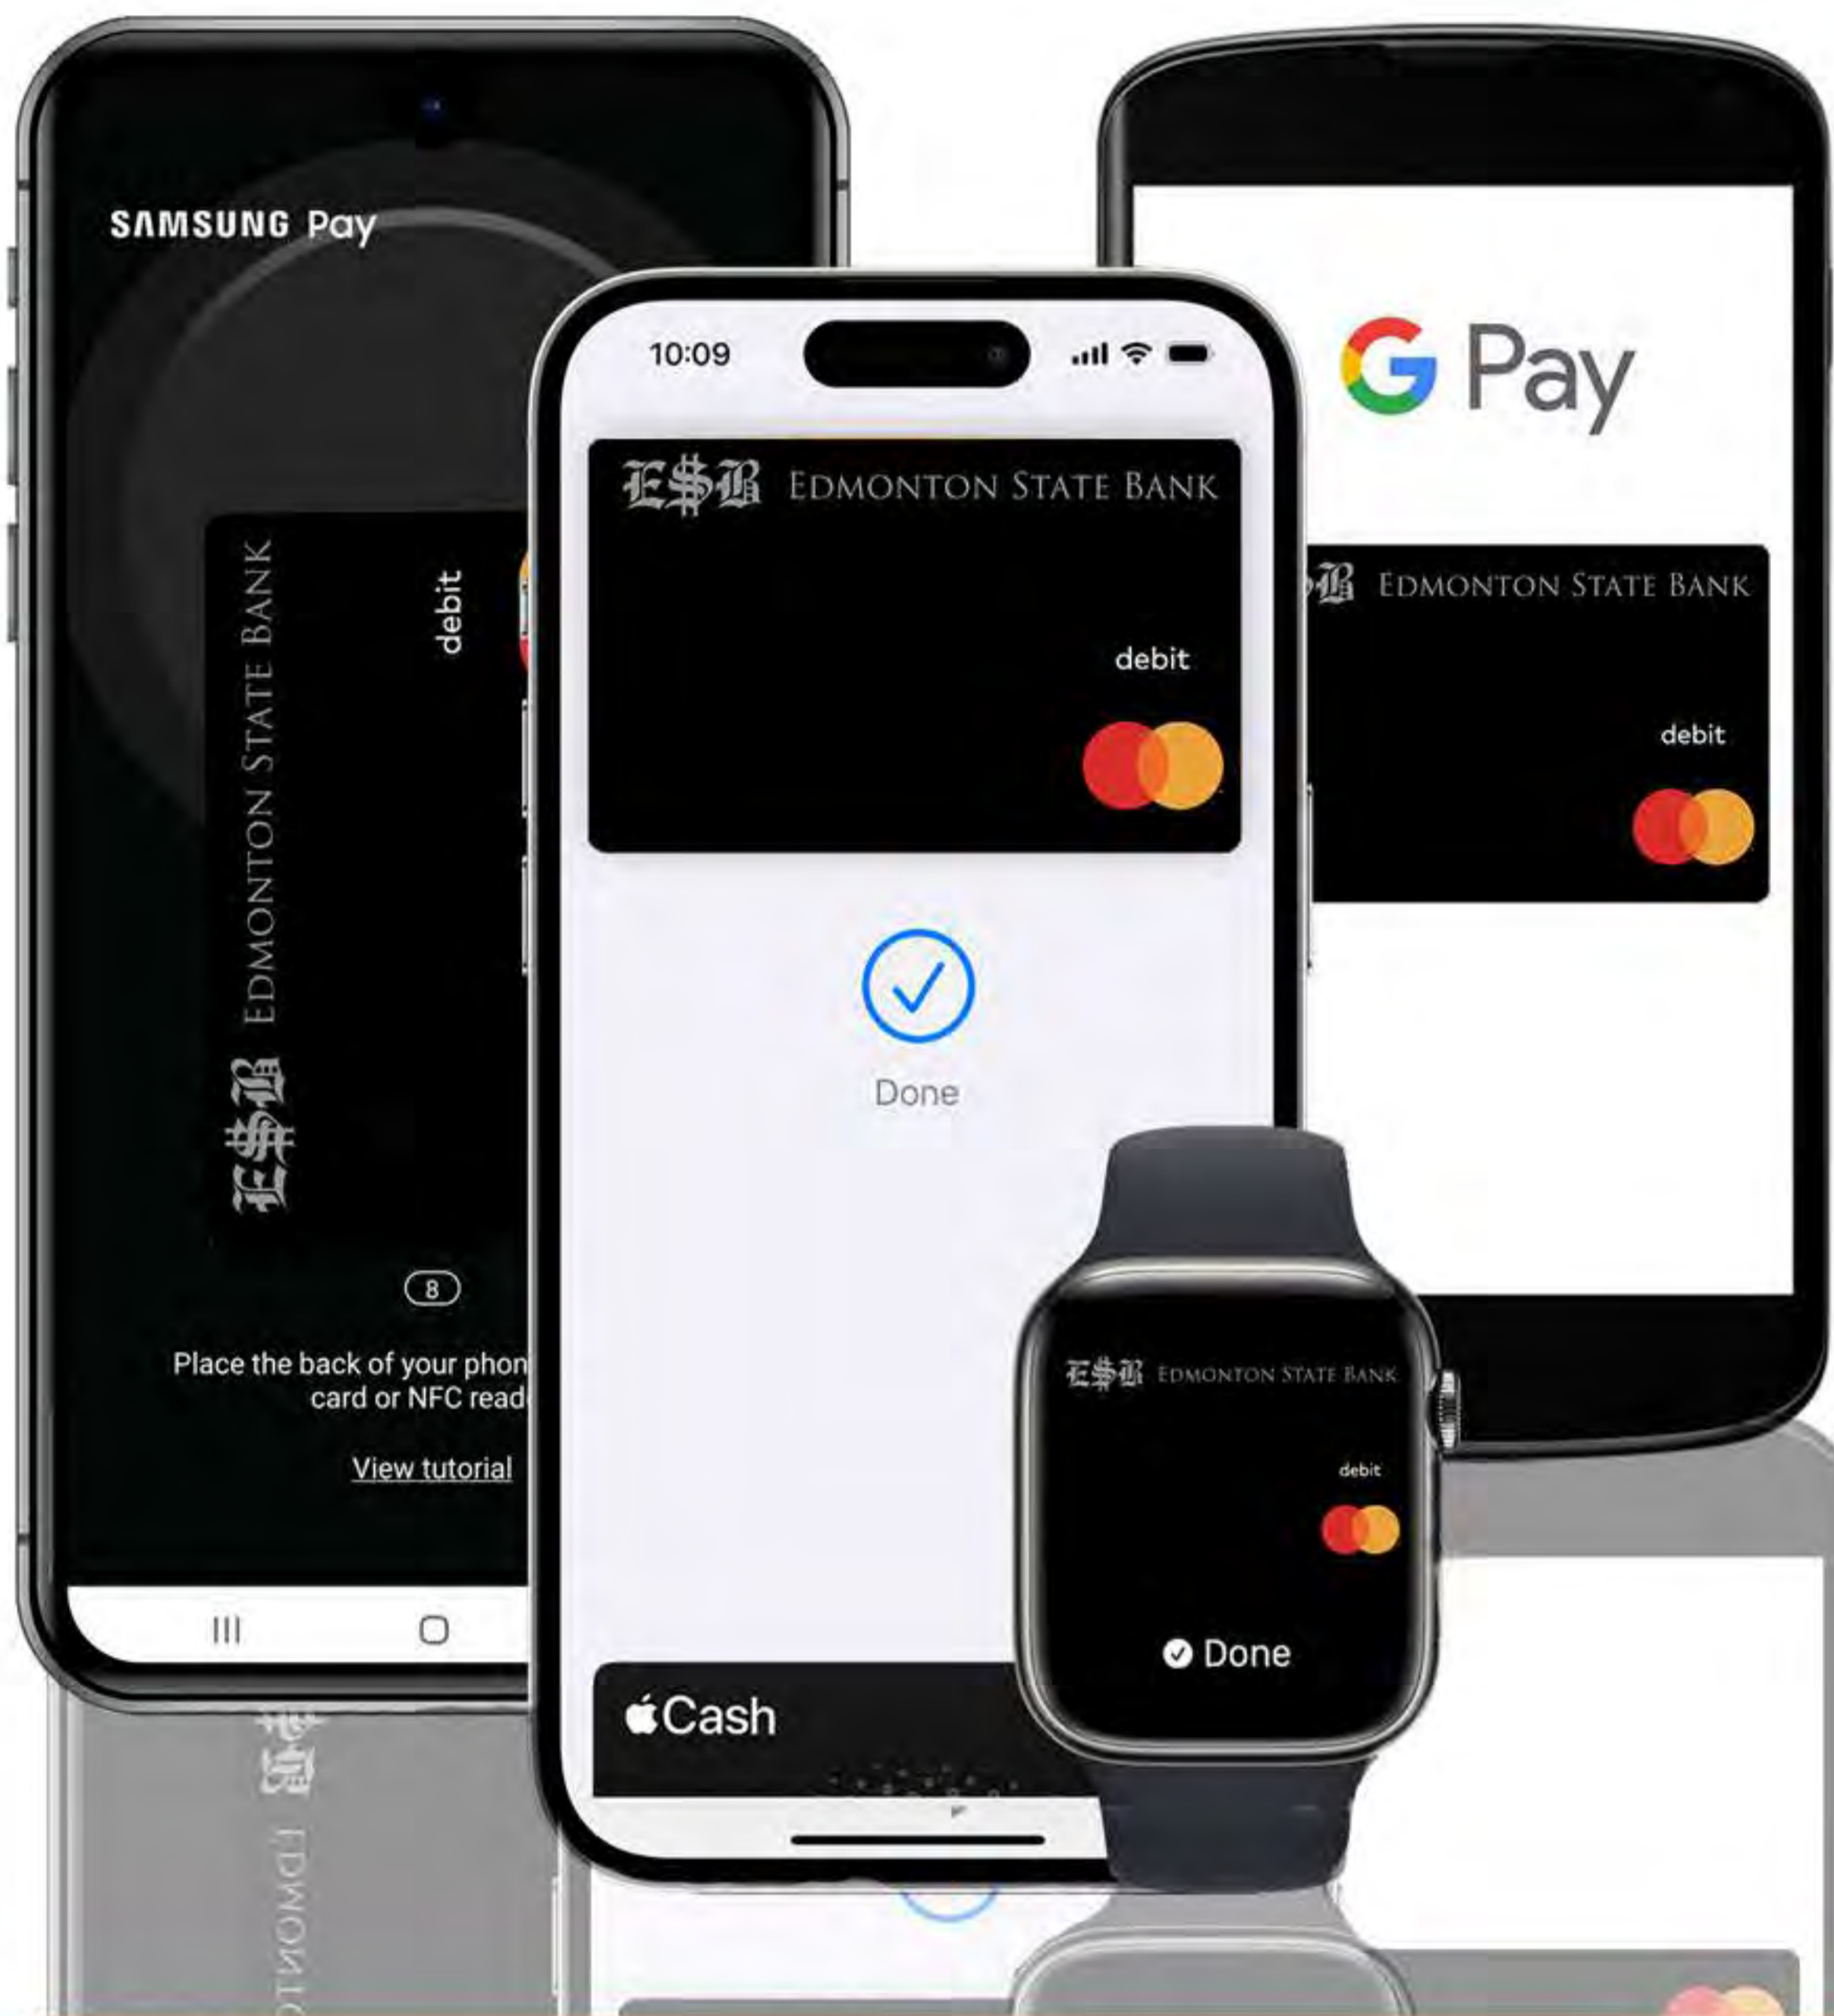 SAMSUNG Pay
EDMONTON STATE BANK
E$B
debit
8
Place the back of your phon
card or NFC read
View tutorial
10:09
E$B EDMONTON STATE BANK
debit
Done
Cash
G Pay
B EDMONTON STATE BANK
debit
E$B EDMONTON STATE BANK
debit
Done